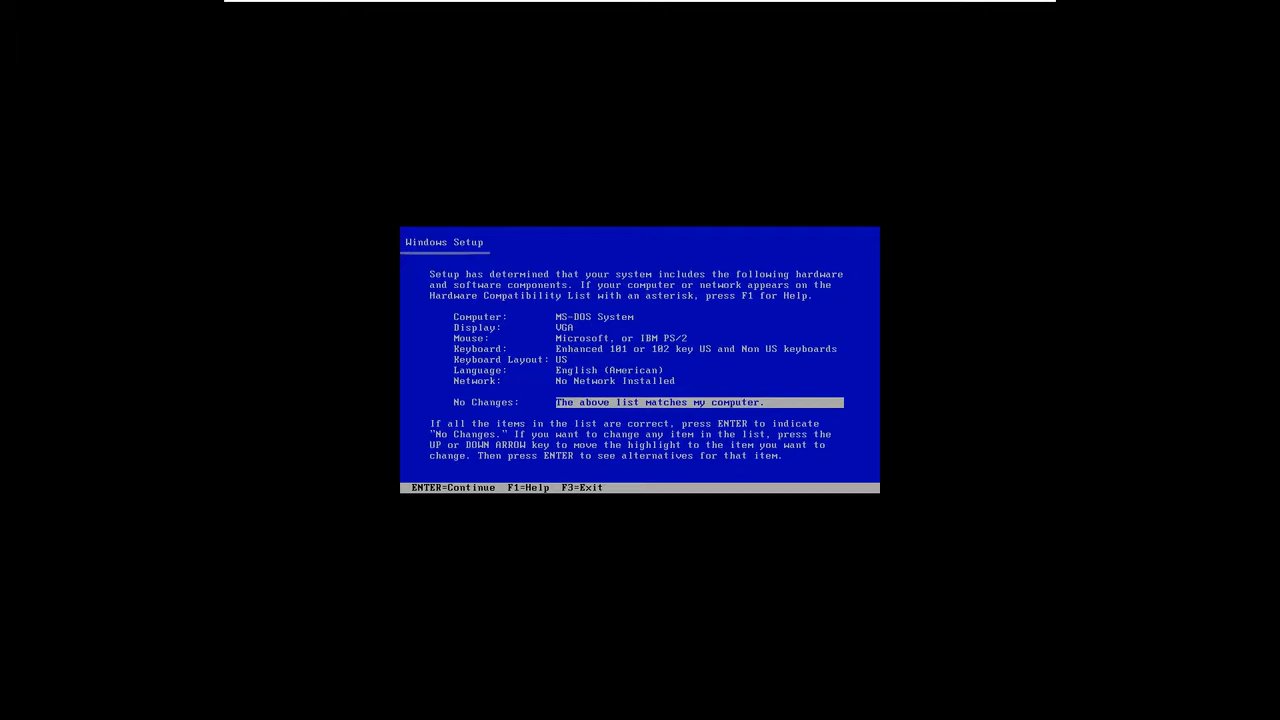 Windows Setup
Setup has determined that your system includes the following hardware
and software components. If your computer or network appears on the
Hardware Compatibility List with an asterisk, press F1 for Help.
Computer: MS-DOS System
Display: VGA
Mouse: Microsoft, or IBM PS/2
Keyboard: Enhanced 101 or 102 key US and Non US keyboards
Keyboard Layout: US
Language: English (American)
Network: No Network Installed
No Changes: The above list matches my computer.
If all the items in the list are correct, press ENTER to indicate
"No Changes." If you want to change any item in the list, press the
UP or DOWN ARROW key to move the highlight to the item you want to
change. Then press ENTER to see alternatives for that item.
ENTER=Continue F1=Help F3=Exit